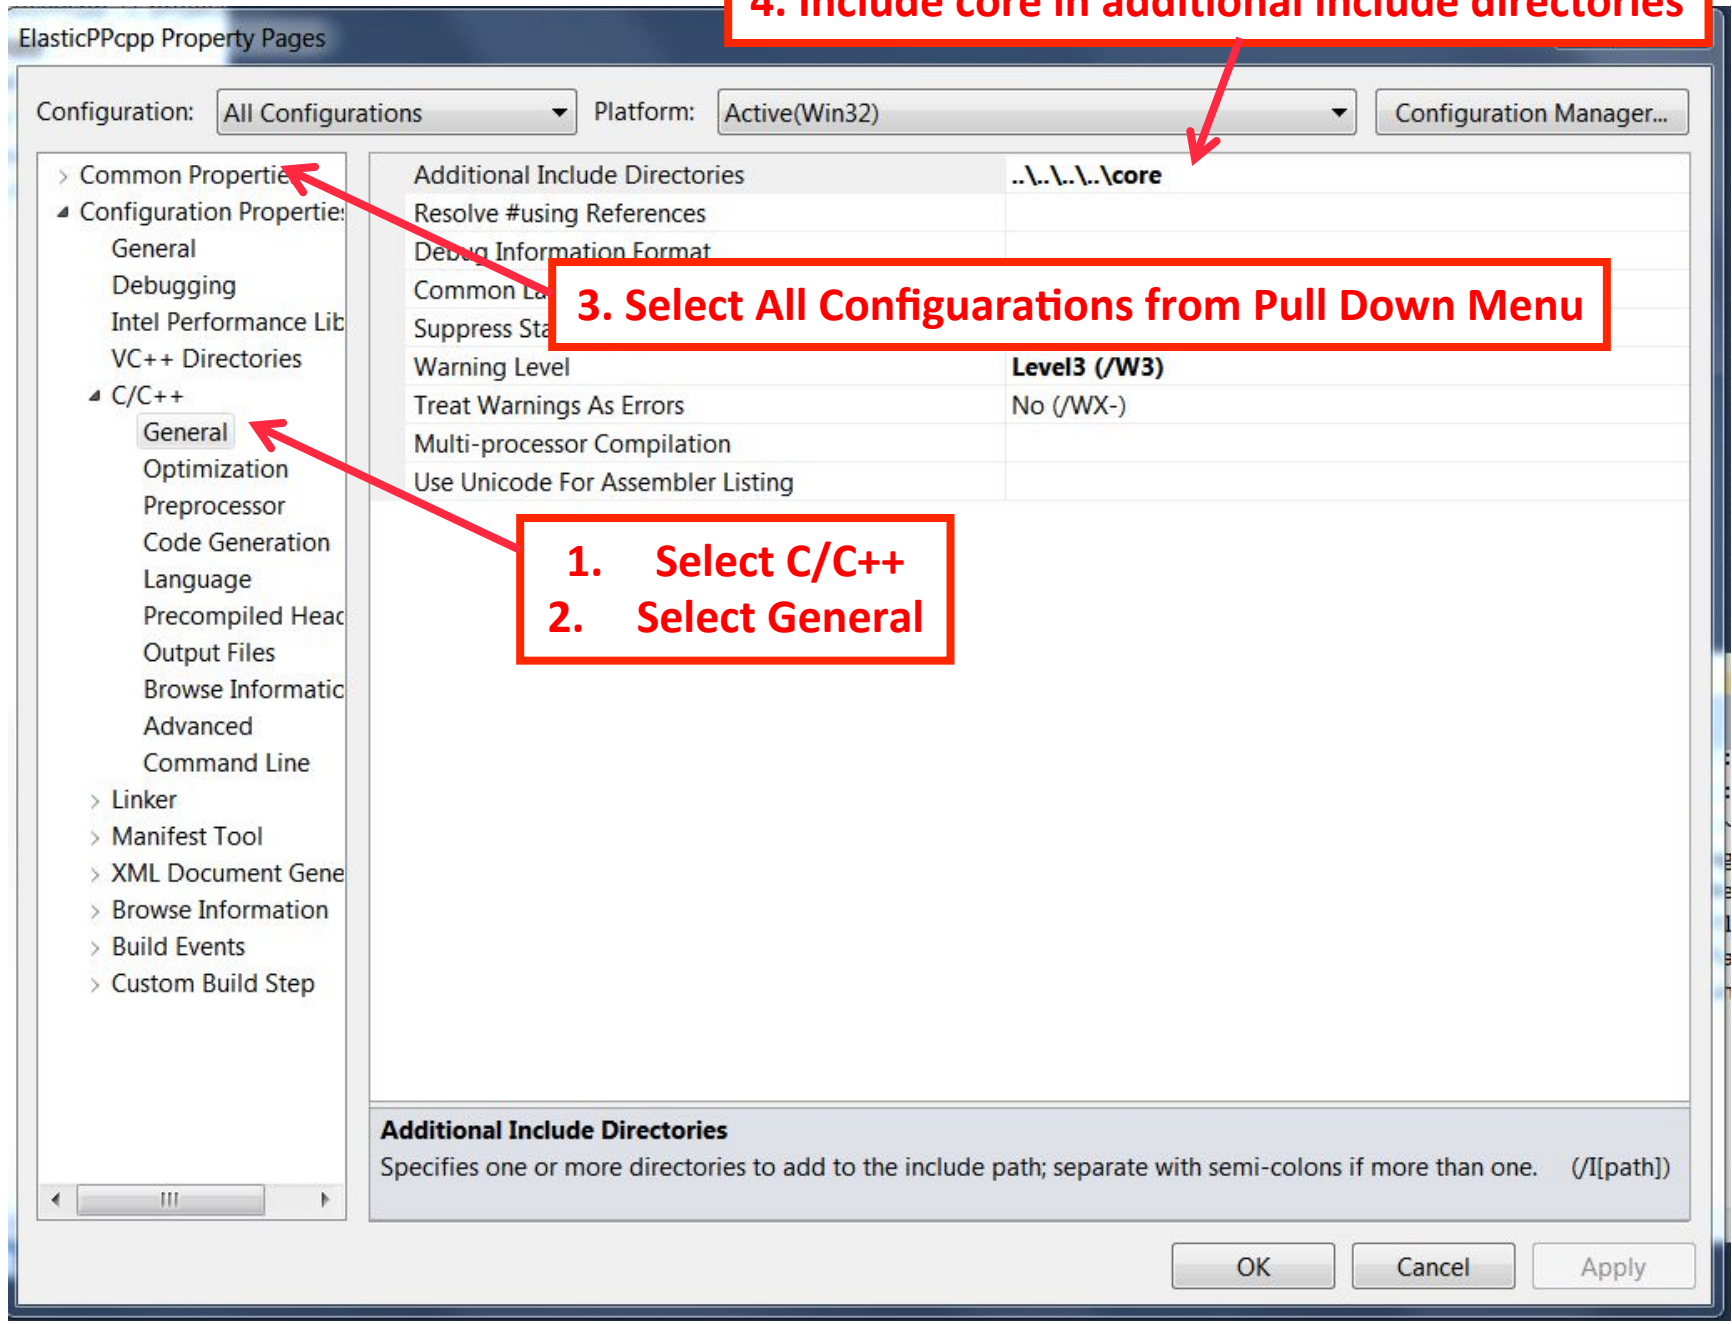 4. Include core in additional include directories
ElasticPPcpp Property Pages
Configuration: All Configurations Platform: Active(Win32) Configuration Manager...
Common Propertie
Configuration Properties
General
Debugging
Intel Performance Lib
VC++ Directories
C/C++
General
Optimization
Preprocessor
Code Generation
Language
Precompiled Head
Output Files
Browse Informatic
Advanced
Command Line
Linker
Manifest Tool
XML Document Gene
Browse Information
Build Events
Custom Build Step
Additional Include Directories ..\..\..\..\core
Resolve #using References
Debug Information Format
Common La
Suppress Sta
Warning Level Level3 (/W3)
Treat Warnings As Errors No (/WX-)
Multi-processor Compilation
Use Unicode For Assembler Listing
3. Select All Configuarations from Pull Down Menu
1. Select C/C++
2. Select General
Additional Include Directories
Specifies one or more directories to add to the include path; separate with semi-colons if more than one. (/I[path])
OK Cancel Apply